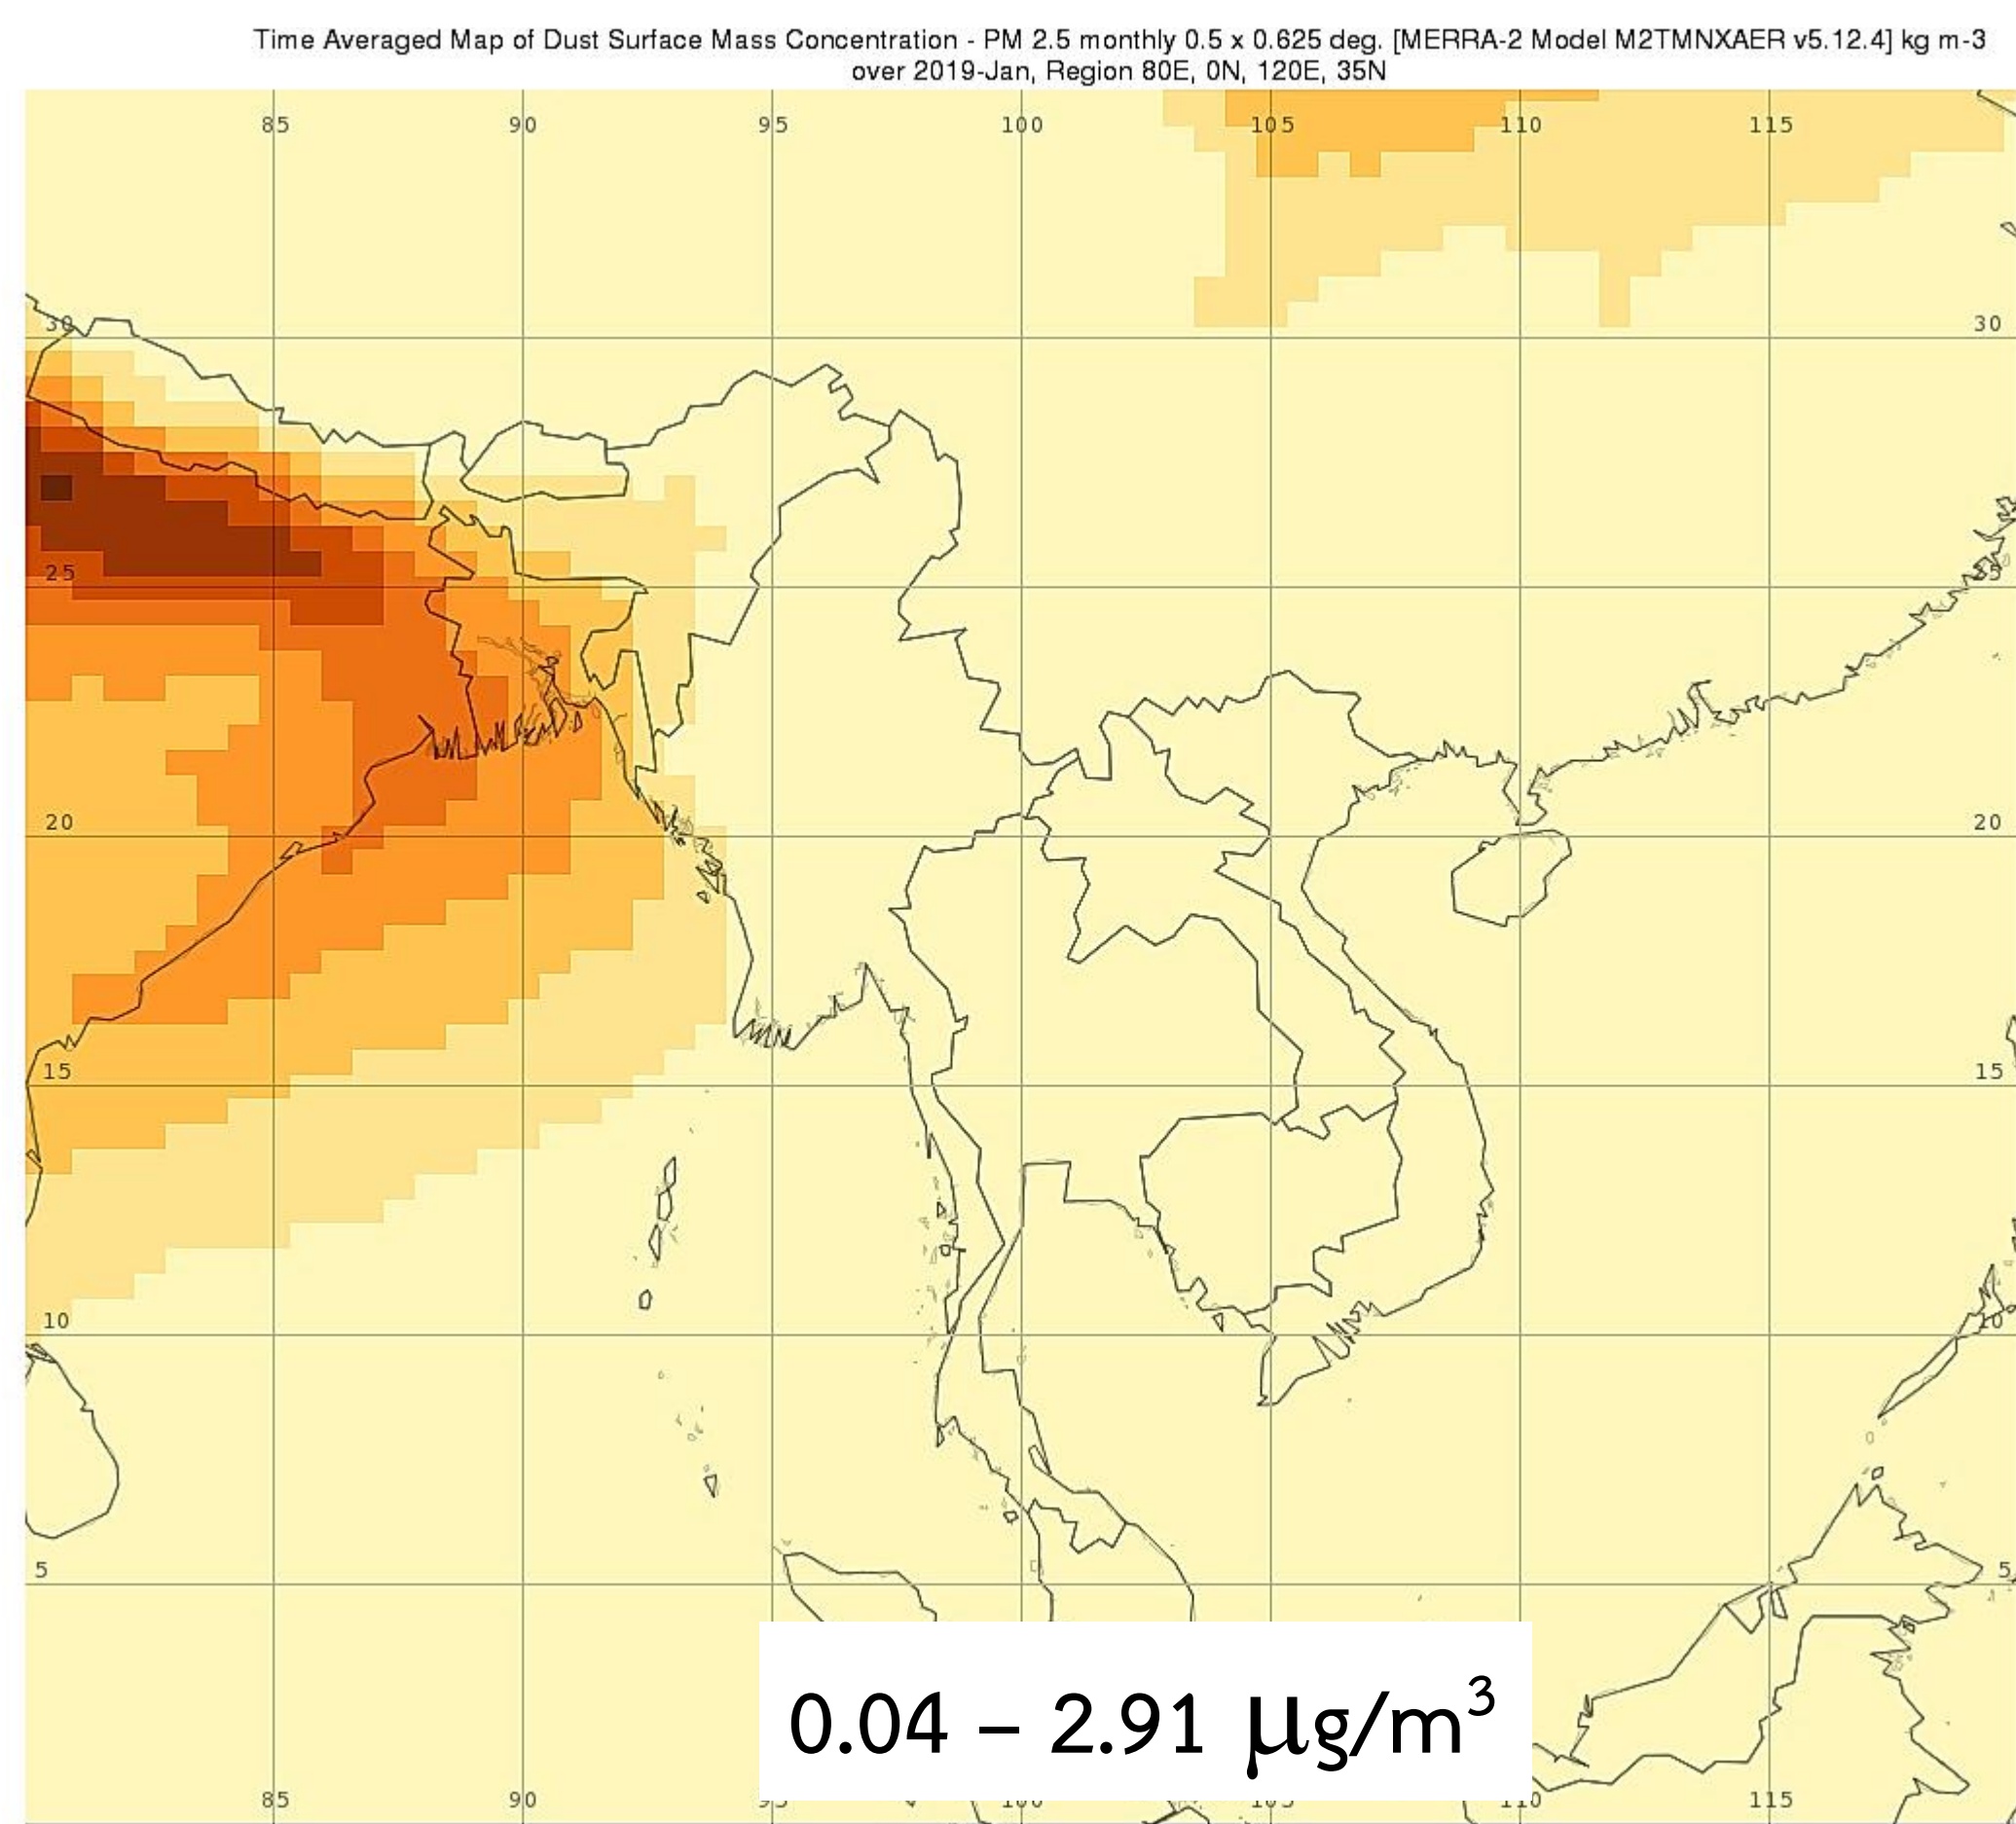 Time Averaged Map of Dust Surface Mass Concentration - PM 2.5 monthly 0.5 x 0.625 deg. [MERRA-2 Model M2TMNXAER v5.12.4] kg m-3
over 2019-Jan, Region 80E, 0N, 120E, 35N
85 90 95 100 105 110 115
30 30
25
20 20
15 15
10 10
5 5
0.04 – 2.91 µg/m³
85 90 115